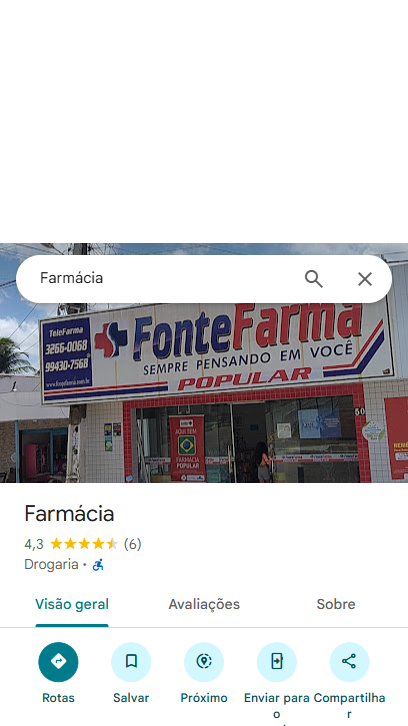 Farmácia
TeleFarma
3266-0068
99430-7568
FonteFarma
SEMPRE PENSANDO EM VOCÊ
POPULAR
50
AQUI TEM
FARMÁCIA
POPULAR
Farmácia
4,3 (6)
Drogaria ·
Visão geral Avaliações Sobre
Rotas Salvar Próximo Enviar para o Compartilhar